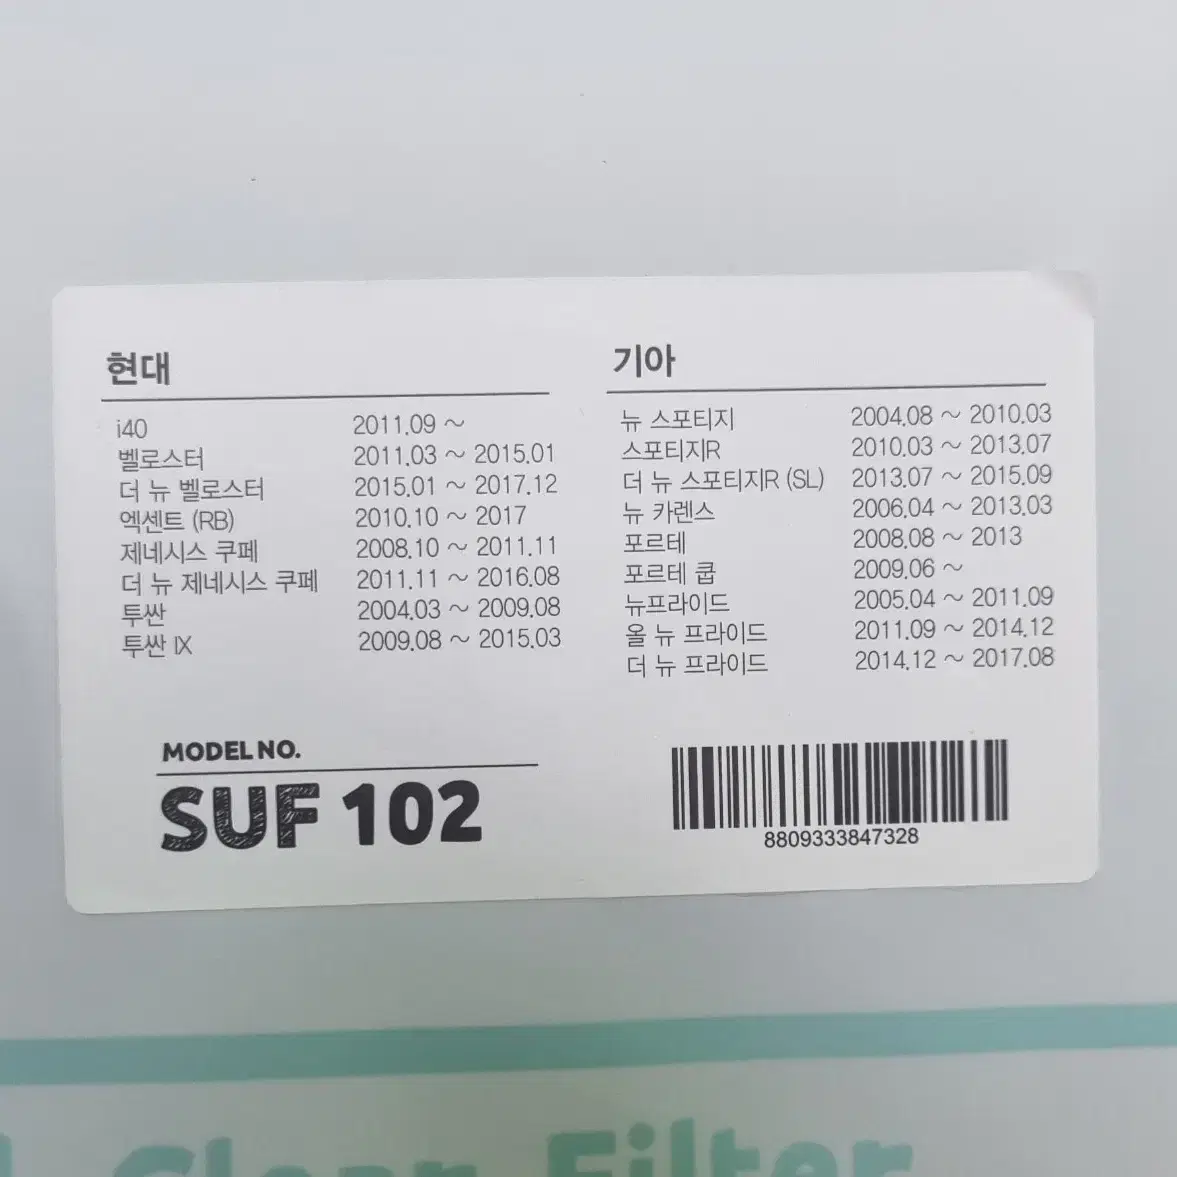 현대
i40 2011.09 ~
벨로스터 2011.03 ~ 2015.01
더 뉴 벨로스터 2015.01 ~ 2017.12
엑센트 (RB) 2010.10 ~ 2017
제네시스 쿠페 2008.10 ~ 2011.11
더 뉴 제네시스 쿠페 2011.11 ~ 2016.08
투싼 2004.03 ~ 2009.08
투싼 IX 2009.08 ~ 2015.03
기아
뉴 스포티지 2004.08 ~ 2010.03
스포티지R 2010.03 ~ 2013.07
더 뉴 스포티지R (SL) 2013.07 ~ 2015.09
뉴 카렌스 2006.04 ~ 2013.03
포르테 2008.08 ~ 2013
포르테 쿱 2009.06 ~
뉴프라이드 2005.04 ~ 2011.09
올 뉴 프라이드 2011.09 ~ 2014.12
더 뉴 프라이드 2014.12 ~ 2017.08
MODEL NO.
SUF 102
8809333847328
Clear Filter